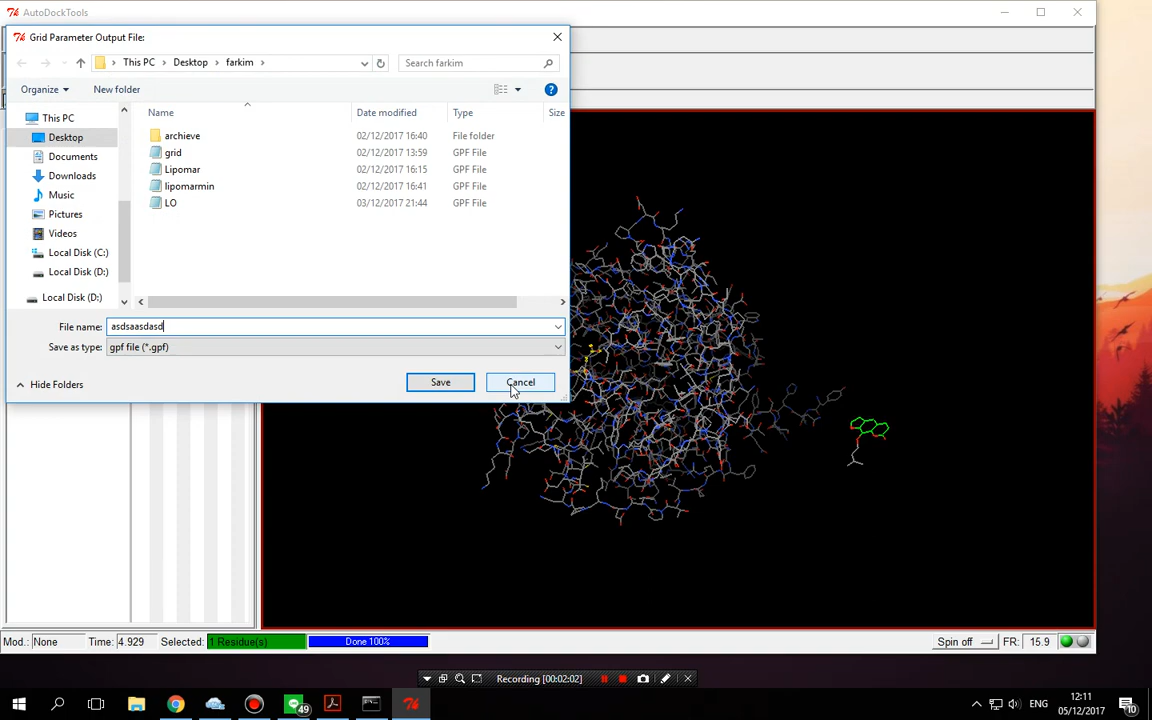 AutoDockTools
Grid Parameter Output File:
This PC
Desktop
farkim
Search farkim
Organize
New folder
Name
Date modified
Type
Size
This PC
Desktop
Documents
Downloads
Music
Pictures
Videos
Local Disk (C:)
Local Disk (D:)
Local Disk (D:)
archieve 02/12/2017 16:40 File folder
grid 02/12/2017 13:59 GPF File
Lipomar 02/12/2017 16:15 GPF File
lipomarmin 02/12/2017 16:41 GPF File
LO 03/12/2017 21:44 GPF File
File name: asdsaasdasd
Save as type: gpf file (*.gpf)
Hide Folders
Save
Cancel
Mod.: None Time: 4.929 Selected: 1 Residue(s) Done 100% Spin off FR: 15.9
Recording [00:02:02]
49
ENG
12:11
05/12/2017
10